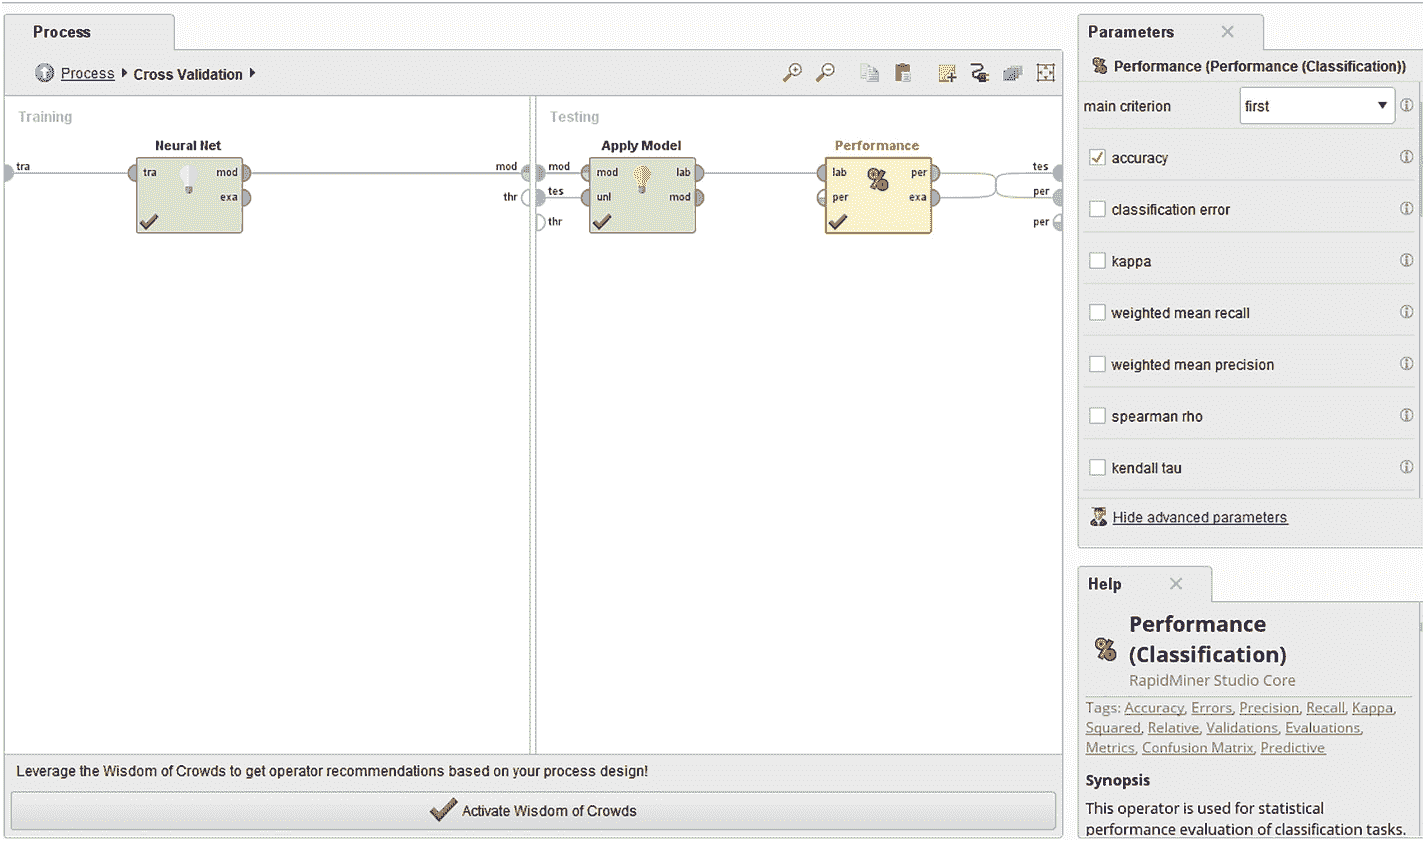 Process
Process
Cross Validation
Training
Testing
Neural Net
Apply Model
Performance
tra
tra
mod
exa
mod
thr
mod
tes
thr
mod
unl
lab
mod
lab
per
per
exa
tes
per
per
Leverage the Wisdom of Crowds to get operator recommendations based on your process design!
Activate Wisdom of Crowds
Parameters
Performance (Performance (Classification))
main criterion
first
accuracy
classification error
kappa
weighted mean recall
weighted mean precision
spearman rho
kendall tau
Hide advanced parameters
Help
Performance
(Classification)
RapidMiner Studio Core
Tags: Accuracy, Errors, Precision, Recall, Kappa,
Squared, Relative, Validations, Evaluations,
Metrics, Confusion Matrix, Predictive
Synopsis
This operator is used for statistical
performance evaluation of classification tasks.